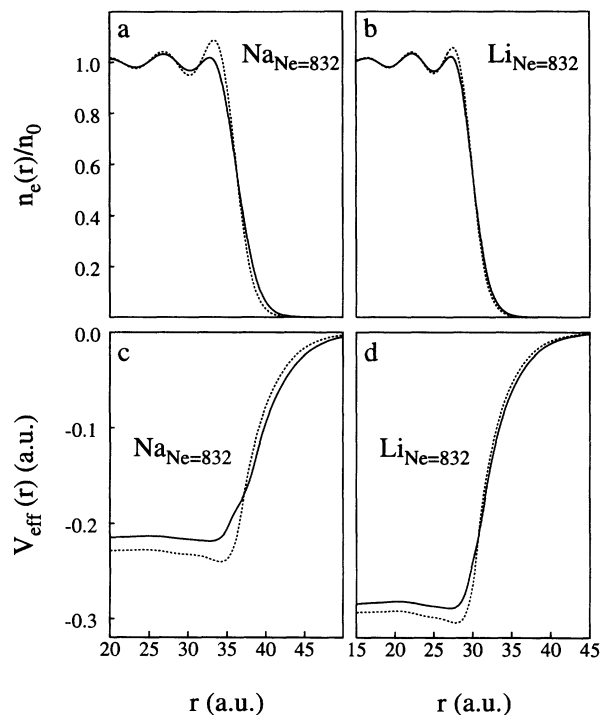 a
Na_Ne=832
b
Li_Ne=832
n_e(r)/n_0
1.0
0.8
0.6
0.4
0.2
c
Na_Ne=832
d
Li_Ne=832
V_eff (r) (a.u.)
0.0
-0.1
-0.2
-0.3
20 25 30 35 40 15 20 25 30 35 40 45
r (a.u.) r (a.u.)